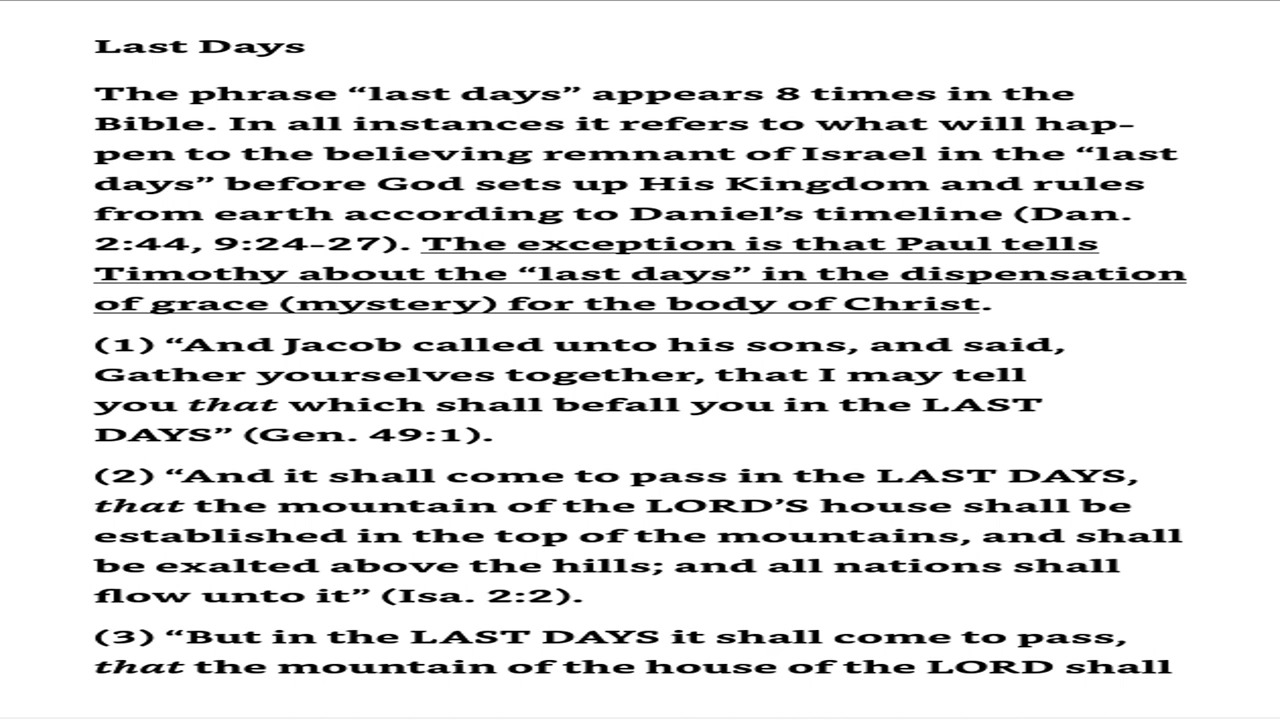 Last Days
The phrase “last days” appears 8 times in the
Bible. In all instances it refers to what will hap-
pen to the believing remnant of Israel in the “last
days” before God sets up His Kingdom and rules
from earth according to Daniel’s timeline (Dan.
2:44, 9:24-27). The exception is that Paul tells
Timothy about the “last days” in the dispensation
of grace (mystery) for the body of Christ.
(1) “And Jacob called unto his sons, and said,
Gather yourselves together, that I may tell
you that which shall befall you in the LAST
DAYS” (Gen. 49:1).
(2) “And it shall come to pass in the LAST DAYS,
that the mountain of the LORD’S house shall be
established in the top of the mountains, and shall
be exalted above the hills; and all nations shall
flow unto it” (Isa. 2:2).
(3) “But in the LAST DAYS it shall come to pass,
that the mountain of the house of the LORD shall